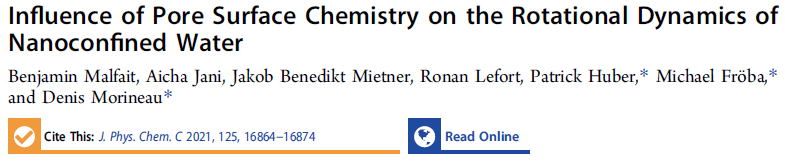 Influence of Pore Surface Chemistry on the Rotational Dynamics of
Nanoconfined Water
Benjamin Malfait, Aicha Jani, Jakob Benedikt Mietner, Ronan Lefort, Patrick Huber,* Michael Fröba,*
and Denis Morineau*
Cite This: J. Phys. Chem. C 2021, 125, 16864−16874 Read Online